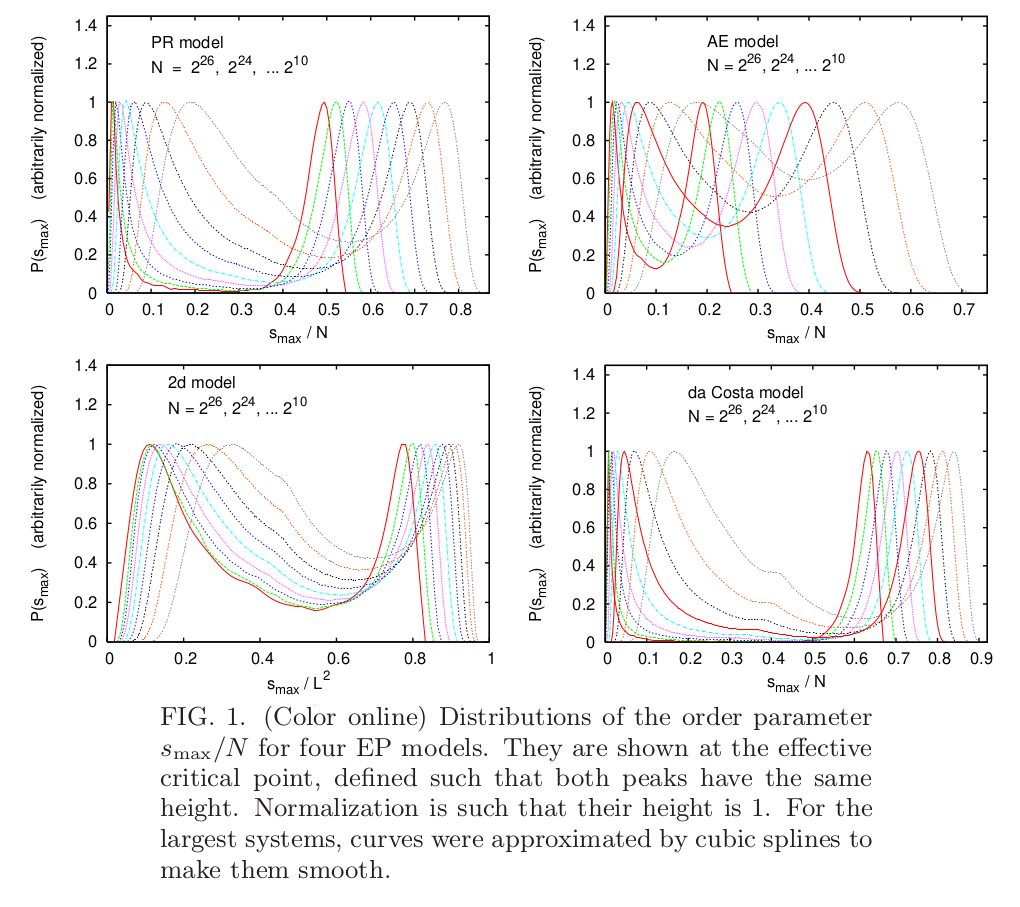 1.4
1.2
1
0.8
0.6
0.4
0.2
0
P(s_max) (arbitrarily normalized)
PR model
N = 2^26, 2^24, ... 2^10
0 0.1 0.2 0.3 0.4 0.5 0.6 0.7 0.8
s_max / N
1.4
1.2
1
0.8
0.6
0.4
0.2
0
P(s_max) (arbitrarily normalized)
AE model
N = 2^26, 2^24, ... 2^10
0 0.1 0.2 0.3 0.4 0.5 0.6 0.7
s_max / N
1.4
1.2
1
0.8
0.6
0.4
0.2
0
P(s_max) (arbitrarily normalized)
2d model
N = 2^26, 2^24, ... 2^10
0 0.2 0.4 0.6 0.8 1
s_max / L^2
1.4
1.2
1
0.8
0.6
0.4
0.2
0
P(s_max) (arbitrarily normalized)
da Costa model
N = 2^26, 2^24, ... 2^10
0 0.1 0.2 0.3 0.4 0.5 0.6 0.7 0.8 0.9
s_max / N
FIG. 1. (Color online) Distributions of the order parameter
s_max/N for four EP models. They are shown at the effective
critical point, defined such that both peaks have the same
height. Normalization is such that their height is 1. For the
largest systems, curves were approximated by cubic splines to
make them smooth.